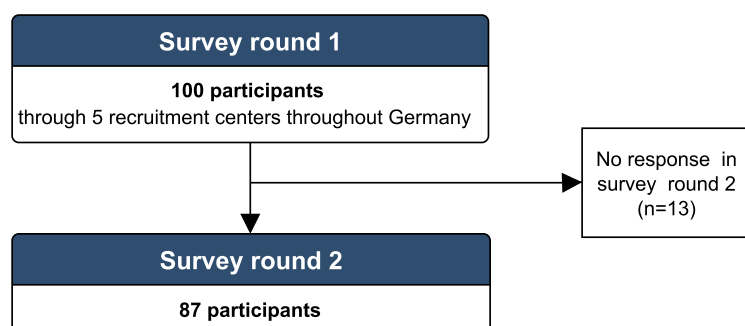 Survey round 1
100 participants
through 5 recruitment centers throughout Germany
No response in
survey round 2
(n=13)
Survey round 2
87 participants